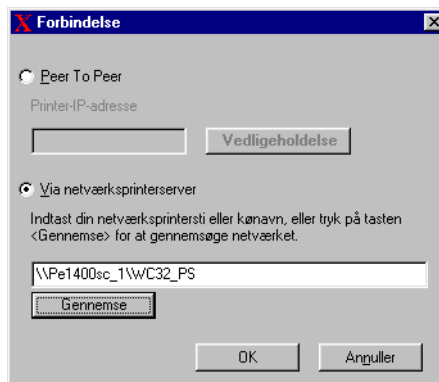 Forbindelse
Peer To Peer
Printer-IP-adresse
Vedligeholdelse
Via netværksprinterserver
Indtast din netværksprintersti eller kønavn, eller tryk på tasten
<Gennemse> for at gennemsøge netværket.
\\Pe1400sc_1\WC32_PS
Gennemse
OK Annuller